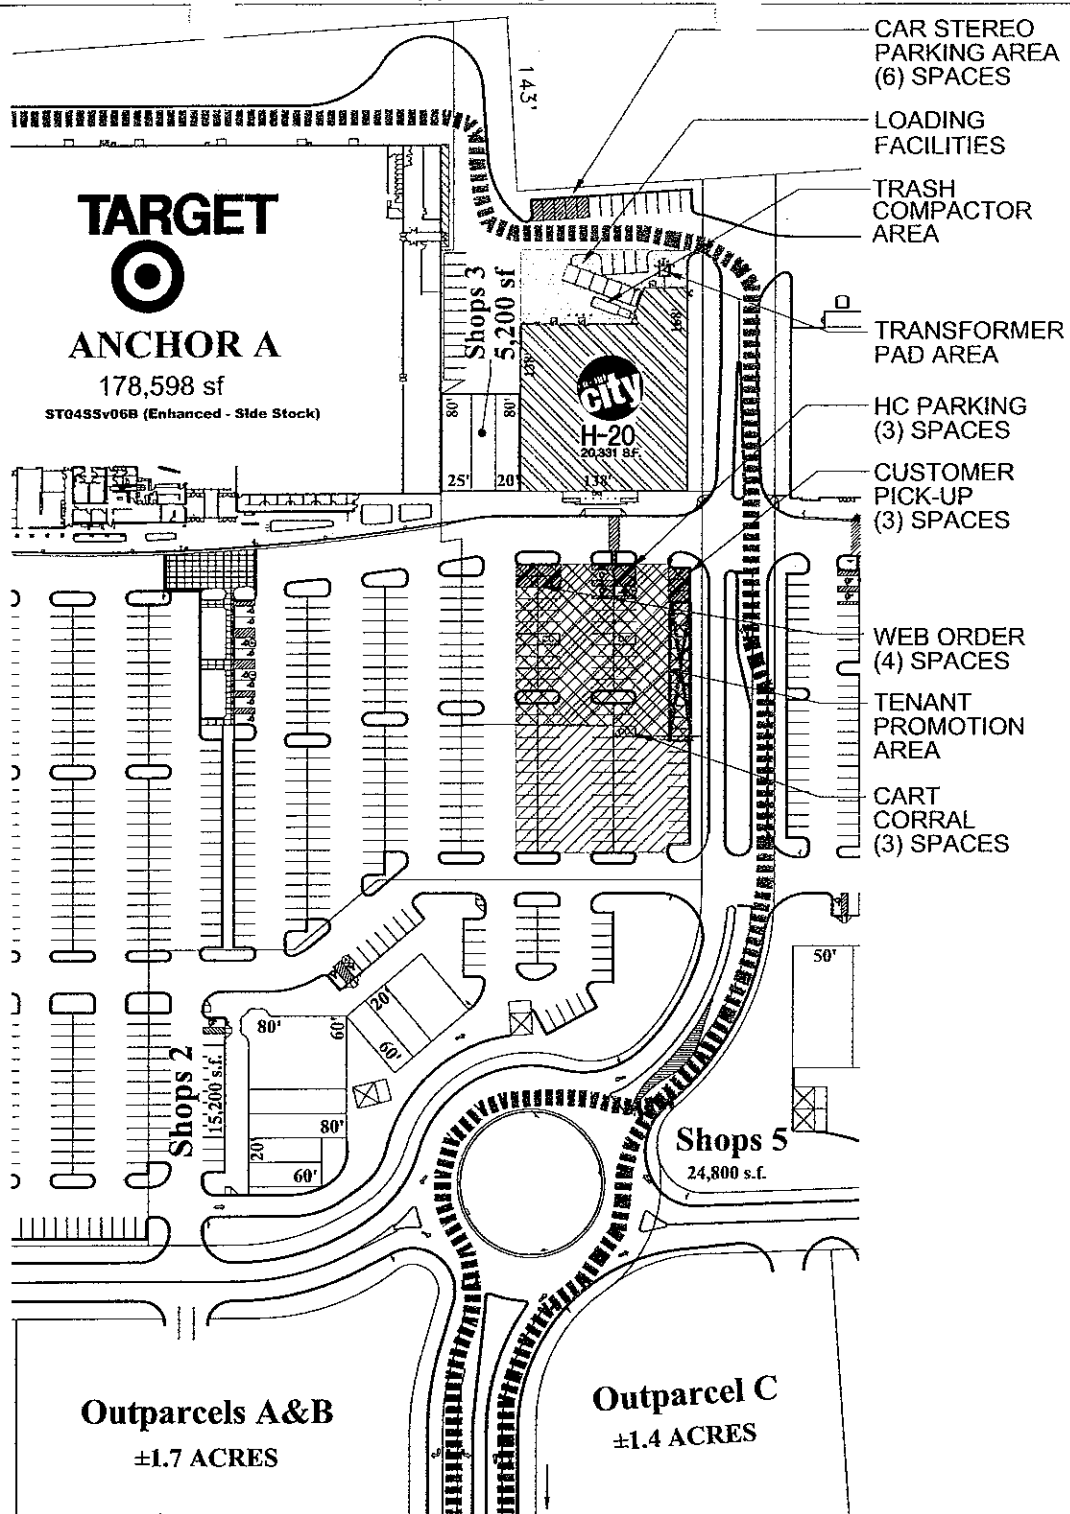 CAR STEREO
PARKING AREA
(6) SPACES
143'
LOADING
FACILITIES
TRASH
COMPACTOR
AREA
TARGET
ANCHOR A
178,598 sf
ST04SSv06B (Enhanced - Side Stock)
Shops 3
5,200 sf
138'
168'
TRANSFORMER
PAD AREA
city
H-20
20,331 S.F.
80'
80'
25'
20'
138'
HC PARKING
(3) SPACES
CUSTOMER
PICK-UP
(3) SPACES
WEB ORDER
(4) SPACES
TENANT
PROMOTION
AREA
CART
CORRAL
(3) SPACES
50'
20'
60'
80'
60'
Shops 2
15,200 s.f.
80'
20'
60'
Shops 5
24,800 s.f.
Outparcels A&B
±1.7 ACRES
Outparcel C
±1.4 ACRES